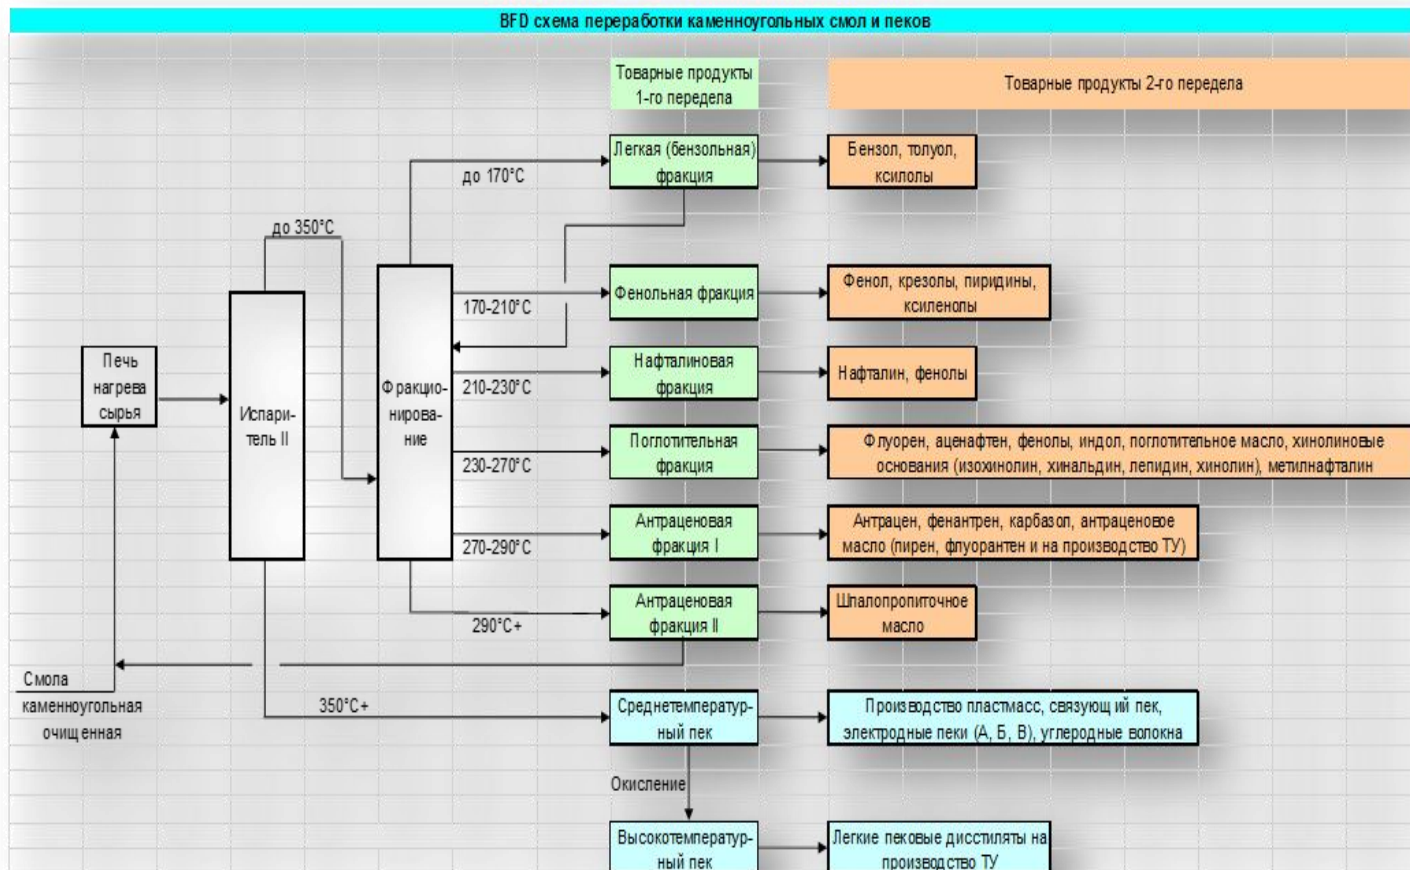 BFD схема переработки каменноугольных смол и пеков
Товарные продукты
1-го передела
Товарные продукты 2-го передела
Легкая (бензольная)
фракция
Бензол, толуол,
ксилолы
до 170°C
до 350°C
Фенольная фракция
Фенол, крезолы, пиридины,
ксиленолы
170-210°C
Печь
нагрева
сырья
Испари-
тель II
Фракцио-
нирова-
ние
Нафталиновая
фракция
Нафталин, фенолы
210-230°C
Поглотительная
фракция
Флуорен, аценафтен, фенолы, индол, поглотительное масло, хинолиновые
основания (изохинолин, хинальдин, лепидин, хинолин), метилнафталин
230-270°C
Антраценовая
фракция I
Антрацен, фенантрен, карбазол, антраценовое
масло (пирен, флуорантен и на производство ТУ)
270-290°C
Антраценовая
фракция II
Шпалопропиточное
масло
290°C+
Смола
каменноугольная
очищенная
350°C+
Среднетемператур-
ный пек
Производство пластмасс, связующий пек,
электродные пеки (А, Б, В), углеродные волокна
Окисление
Высокотемператур-
ный пек
Легкие пековые дисстиляты на
производство ТУ